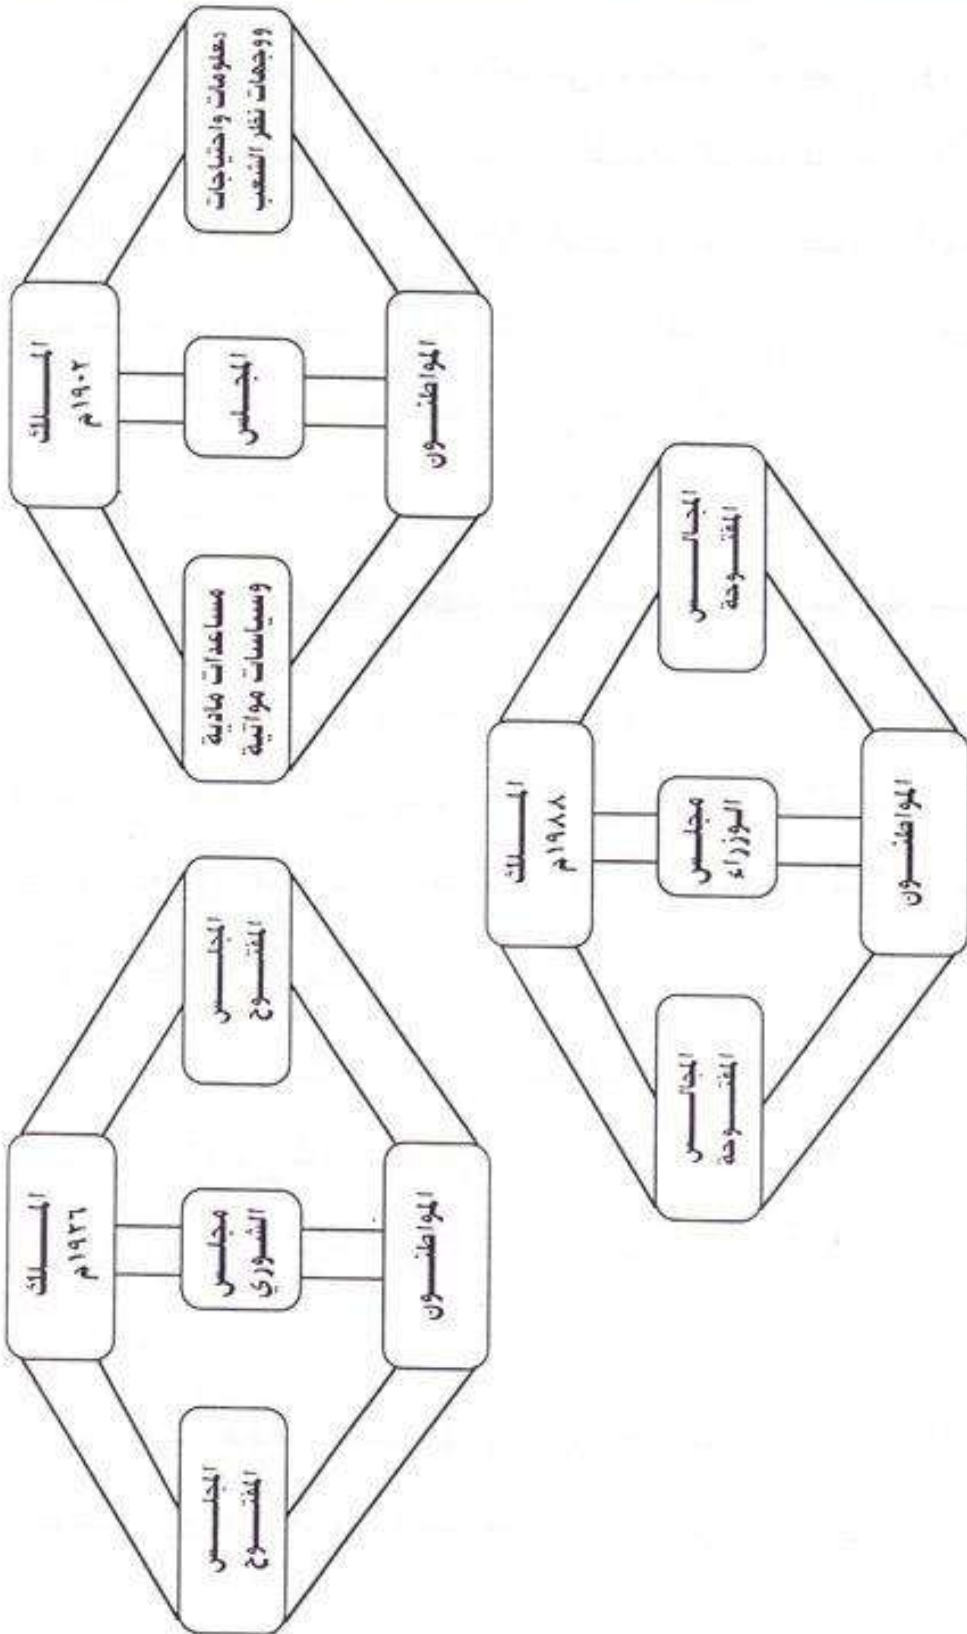 الملك
١٩٠٢م
معلومات واحتياجات
ووجهات نظر الشعب
المجلس
مساعدات مادية
وسياسات مواتية
المواطنون
الملك
١٩٢٦م
المجلس
المفتوح
مجلس
الشوري
المجلس
المفتوح
المواطنون
الملك
١٩٨٨م
المجالس
المفتوحة
مجلس
الوزراء
المجالس
المفتوحة
المواطنون